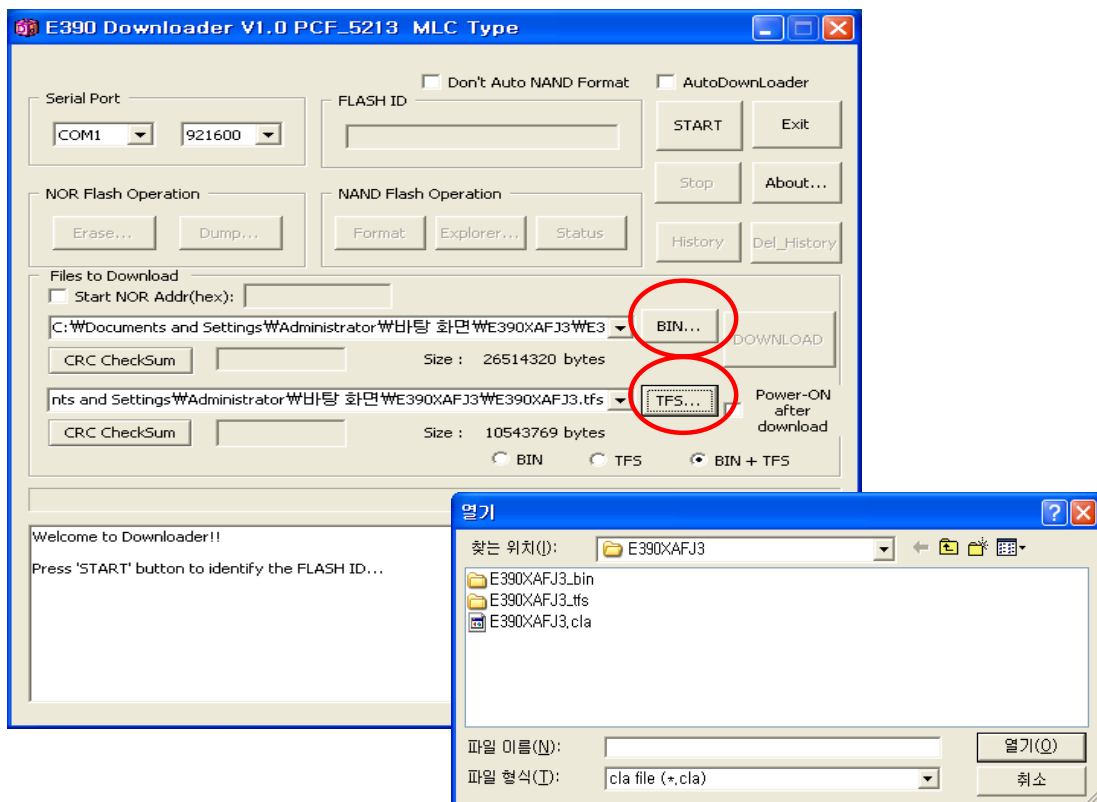 E390 Downloader V1.0 PCF_5213 MLC Type
Don't Auto NAND Format
AutoDownLoader
Serial Port
FLASH ID
COM1
921600
START
Exit
Stop
About...
NOR Flash Operation
NAND Flash Operation
Erase...
Dump...
Format
Explorer...
Status
History
Del_History
Files to Download
Start NOR Addr(hex):
C:₩Documents and Settings₩Administrator₩바탕 화면₩E390XAFJ3₩E3
BIN...
DOWNLOAD
CRC CheckSum
Size : 26514320 bytes
nts and Settings₩Administrator₩바탕 화면₩E390XAFJ3₩E390XAFJ3.tfs
TFS...
Power-ON
after
download
CRC CheckSum
Size : 10543769 bytes
BIN
TFS
BIN + TFS
Welcome to Downloader!!
Press 'START' button to identify the FLASH ID...
열기
찾는 위치(I):
E390XAFJ3
E390XAFJ3_bin
E390XAFJ3_tfs
E390XAFJ3.cla
파일 이름(N):
열기(O)
파일 형식(T):
cla file (*.cla)
취소